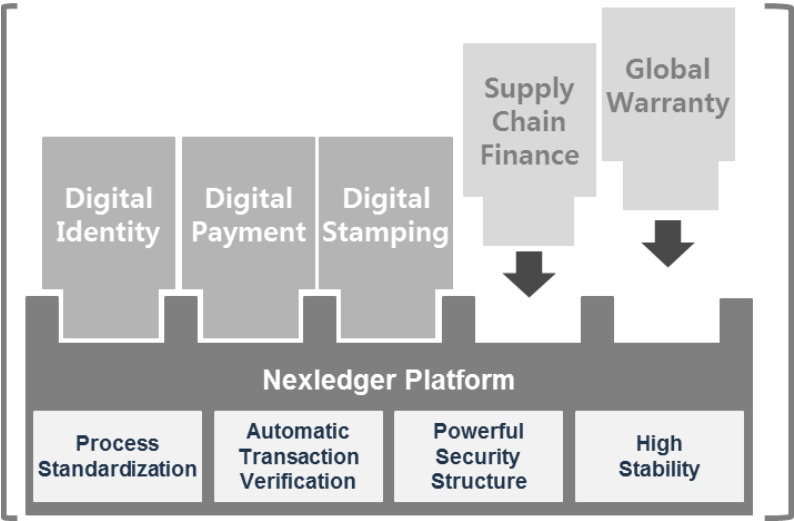 Supply
Chain
Finance
Global
Warranty
Digital
Identity
Digital
Payment
Digital
Stamping
Nexledger Platform
Process
Standardization
Automatic
Transaction
Verification
Powerful
Security
Structure
High
Stability